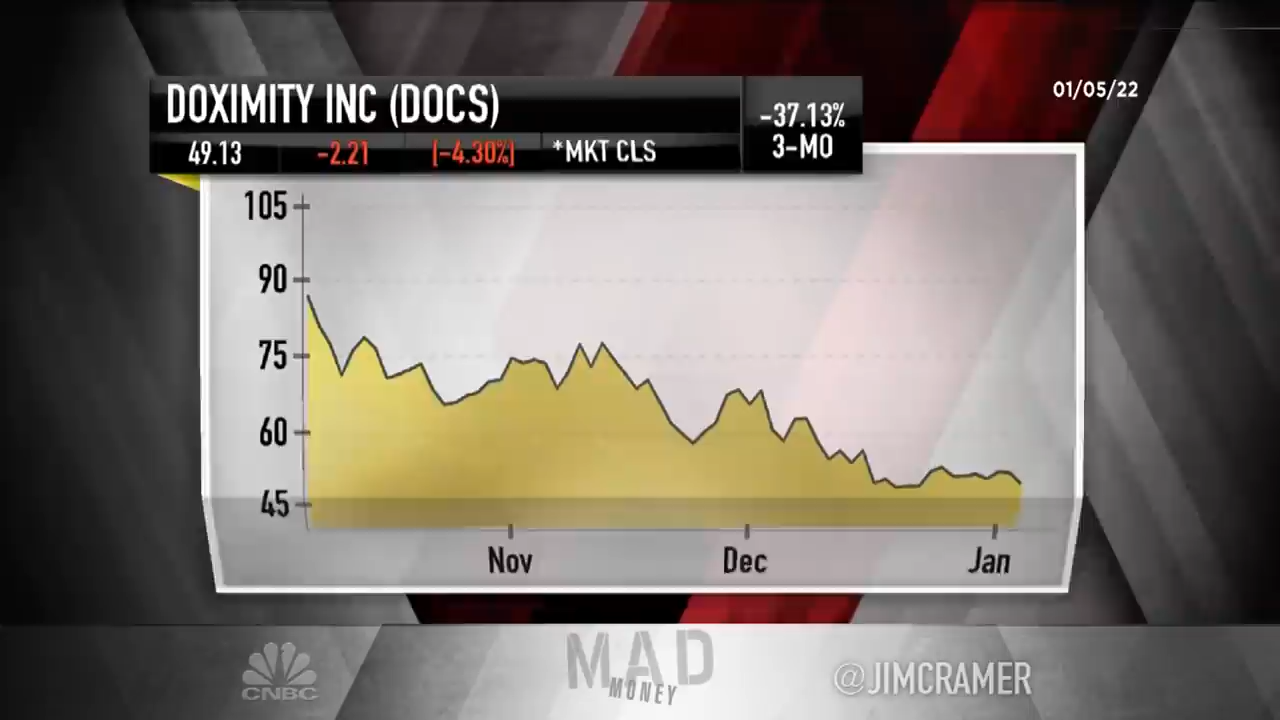 DOXIMITY INC (DOCS)
49.13 -2.21 (-4.30%) *MKT CLS
-37.13%
3-MO
01/05/22
105
90
75
60
45
Nov Dec Jan
CNBC
MAD
MONEY
@JIMCRAMER